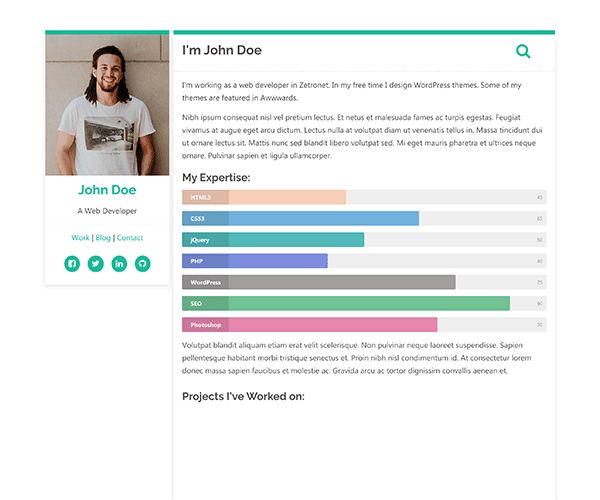 John Doe
A Web Developer
Work | Blog | Contact
I'm John Doe
I'm working as a web developer in Zetronet. In my free time I design WordPress themes. Some of my
themes are featured in Awwwards.
Nibh ipsum consequat nisl vel pretium lectus. Et netus et malesuada fames ac turpis egestas. Feugiat
vivamus at augue eget arcu dictum. Lectus nulla at volutpat diam ut venenatis tellus in. Massa tincidunt dui
ut ornare lectus sit. Mattis nunc sed blandit libero volutpat sed. Mi eget mauris pharetra et ultrices neque
ornare. Pulvinar sapien et ligula ullamcorper.
My Expertise:
HTML5 45
CSS3 65
jQuery 50
PHP 40
WordPress 75
SEO 90
Photoshop
Volutpat blandit aliquam etiam erat velit scelerisque. Non pulvinar neque laoreet suspendisse. Sapien
pellentesque habitant morbi tristique senectus et. Proin nibh nisl condimentum id. At consectetur lorem
donec massa sapien faucibus et molestie ac. Gravida arcu ac tortor dignissim convallis aenean et.
Projects I've Worked on: